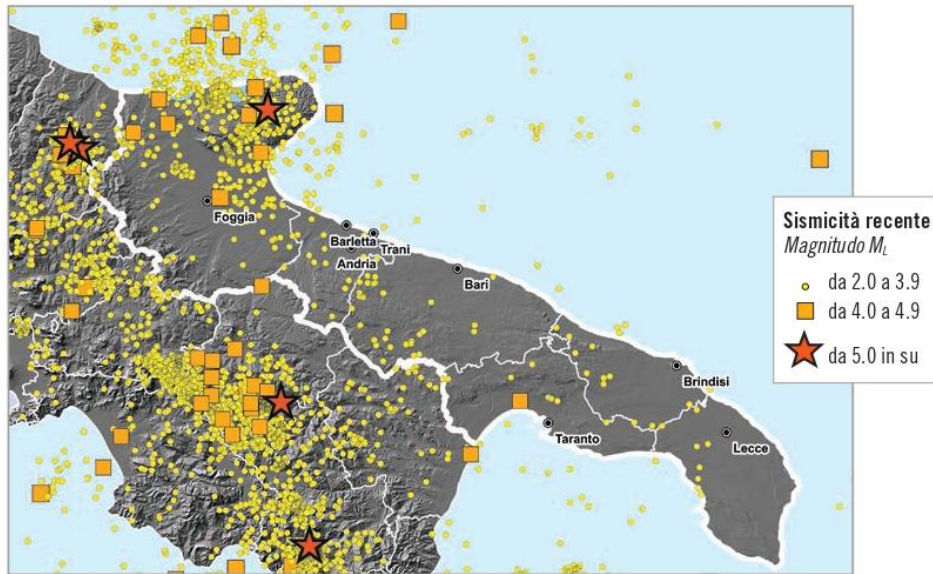 Foggia
Barletta
Trani
Andria
Bari
Brindisi
Taranto
Lecce
Sismicità recente
Magnitudo M_L
da 2.0 a 3.9
da 4.0 a 4.9
da 5.0 in su